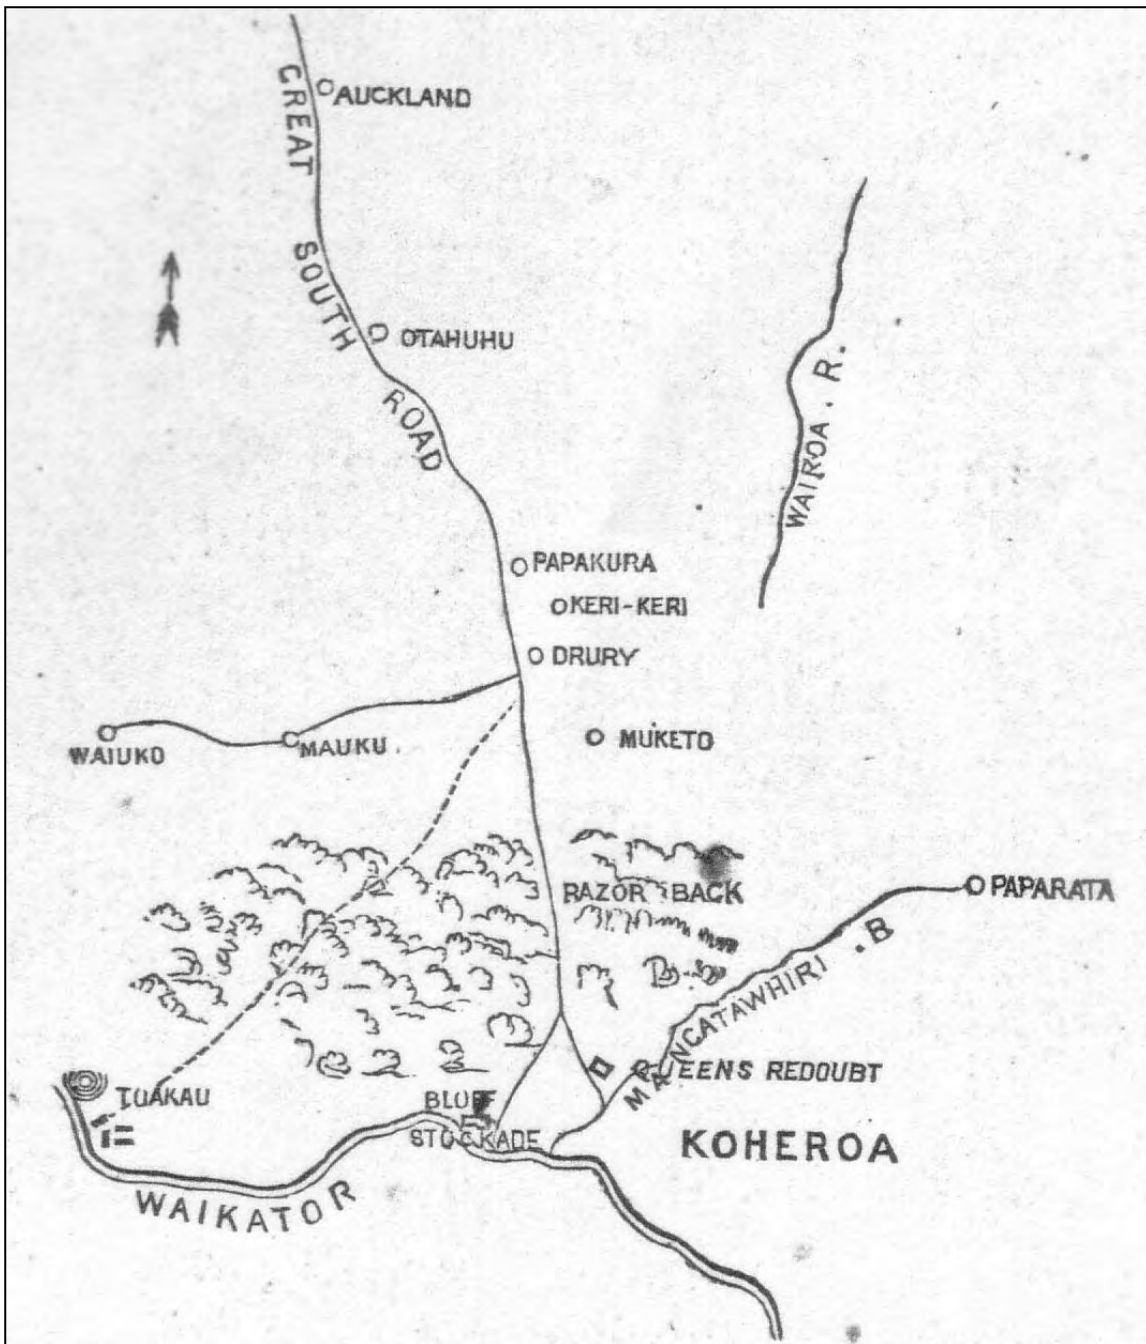 AUCKLAND
GREAT SOUTH ROAD
OTAHUHU
WAIROA . R.
PAPAKURA
KERI-KERI
DRURY
MUKETO
WAIUKO
MAUKU
RAZOR BACK
PAPARATA
MANGATAWHIRI . B
QUEENS REDOUBT
TUAKAU
BLUFF
STOCKADE
KOHEROA
WAIKATO R